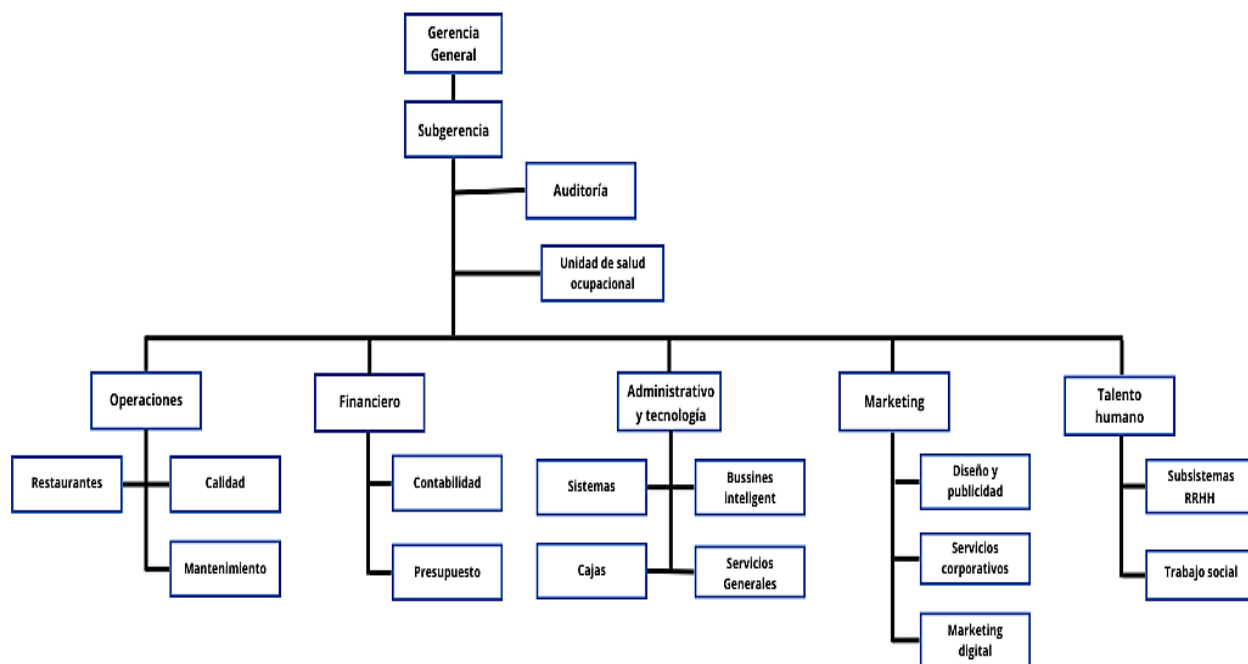 Gerencia
General
Subgerencia
Auditoría
Unidad de salud
ocupacional
Operaciones
Financiero
Administrativo
y tecnología
Marketing
Talento
humano
Restaurantes
Calidad
Mantenimiento
Contabilidad
Presupuesto
Sistemas
Bussines
inteligent
Cajas
Servicios
Generales
Diseño y
publicidad
Servicios
corporativos
Marketing
digital
Subsistemas
RRHH
Trabajo social